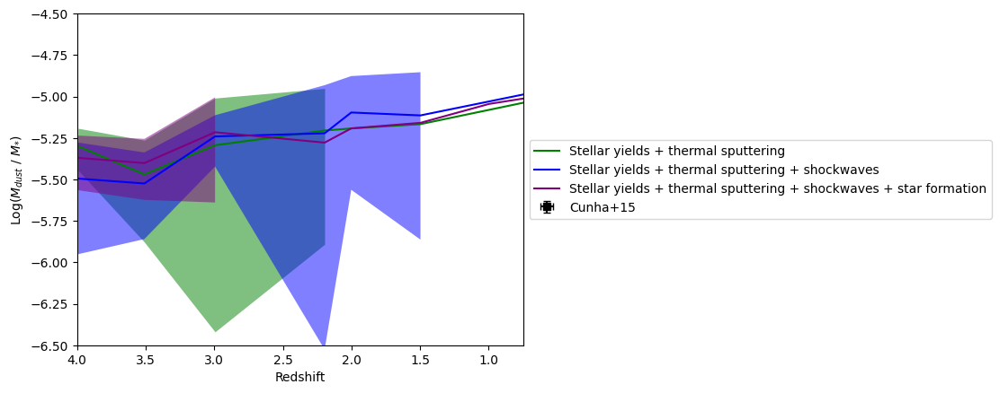 −4.50
−4.75
−5.00
−5.25
−5.50
−5.75
−6.00
−6.25
−6.50
Log(M_dust / M_*)
4.0 3.5 3.0 2.5 2.0 1.5 1.0
Redshift
Stellar yields + thermal sputtering
Stellar yields + thermal sputtering + shockwaves
Stellar yields + thermal sputtering + shockwaves + star formation
Cunha+15